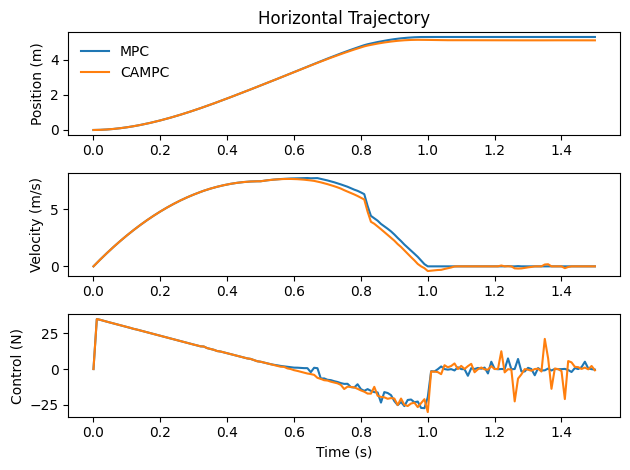 Horizontal Trajectory
Position (m)
4
2
0
MPC
CAMPC
0.0 0.2 0.4 0.6 0.8 1.0 1.2 1.4
Velocity (m/s)
5
0
0.0 0.2 0.4 0.6 0.8 1.0 1.2 1.4
Control (N)
25
0
−25
0.0 0.2 0.4 0.6 0.8 1.0 1.2 1.4
Time (s)